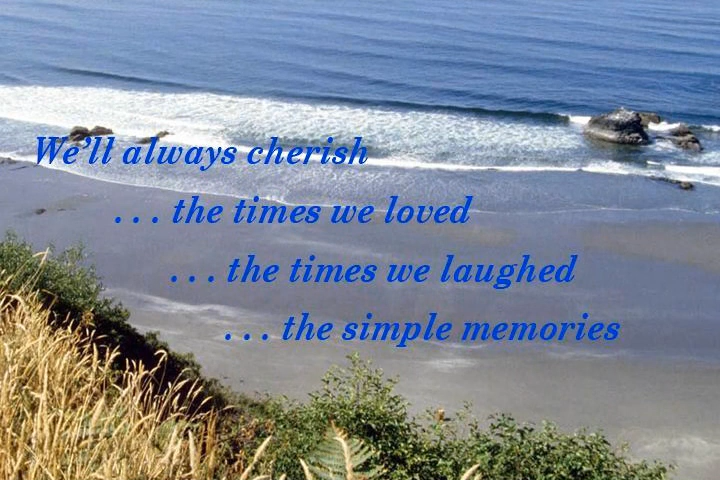 We’ll always cherish
. . . the times we loved
. . . the times we laughed
. . . the simple memories